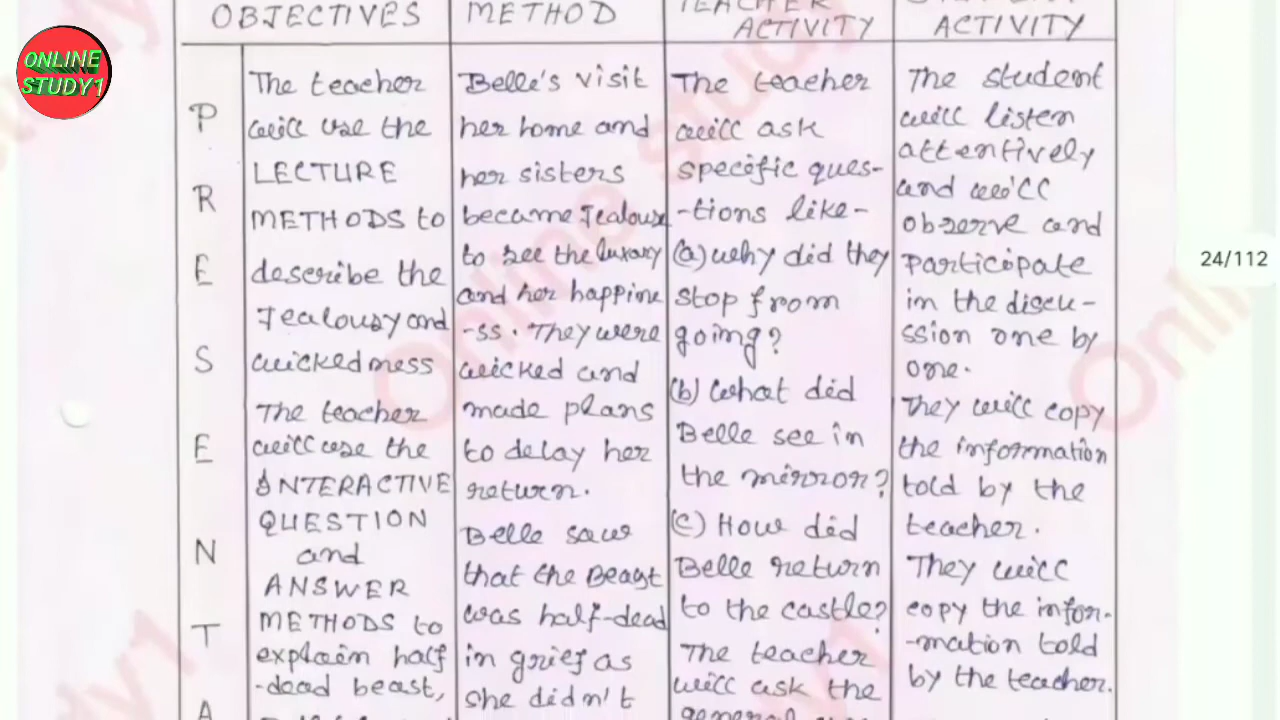 OBJECTIVES
METHOD
TEACHER
ACTIVITY
ACTIVITY
ONLINE
STUDY1
P
R
E
S
E
N
T
A
The teacher
will use the
LECTURE
METHODS to
describe the
Jealousy and
wickedness
The teacher
will use the
INTERACTIVE
QUESTION
and
ANSWER
METHODS to
explain half
-dead beast,
Belle's visit
her home and
her sisters
became Jealouse
to see the luxary
and her happine
-ss. They were
wicked and
made plans
to delay her
return.
Belle saw
that the Beast
was half-dead
in grief as
she didn't
The teacher
will ask
specific ques-
-tions like-
(a) why did they
stop from
going?
(b) What did
Belle see in
the mirror?
(c) How did
Belle return
to the castle?
The teacher
will ask the
general
The student
will listen
attentively
and will
observe and
Participate
in the discu-
ssion one by
one.
They will copy
the information
told by the
teacher.
They will
copy the infor-
-mation told
by the teacher.
24/112
Online study1